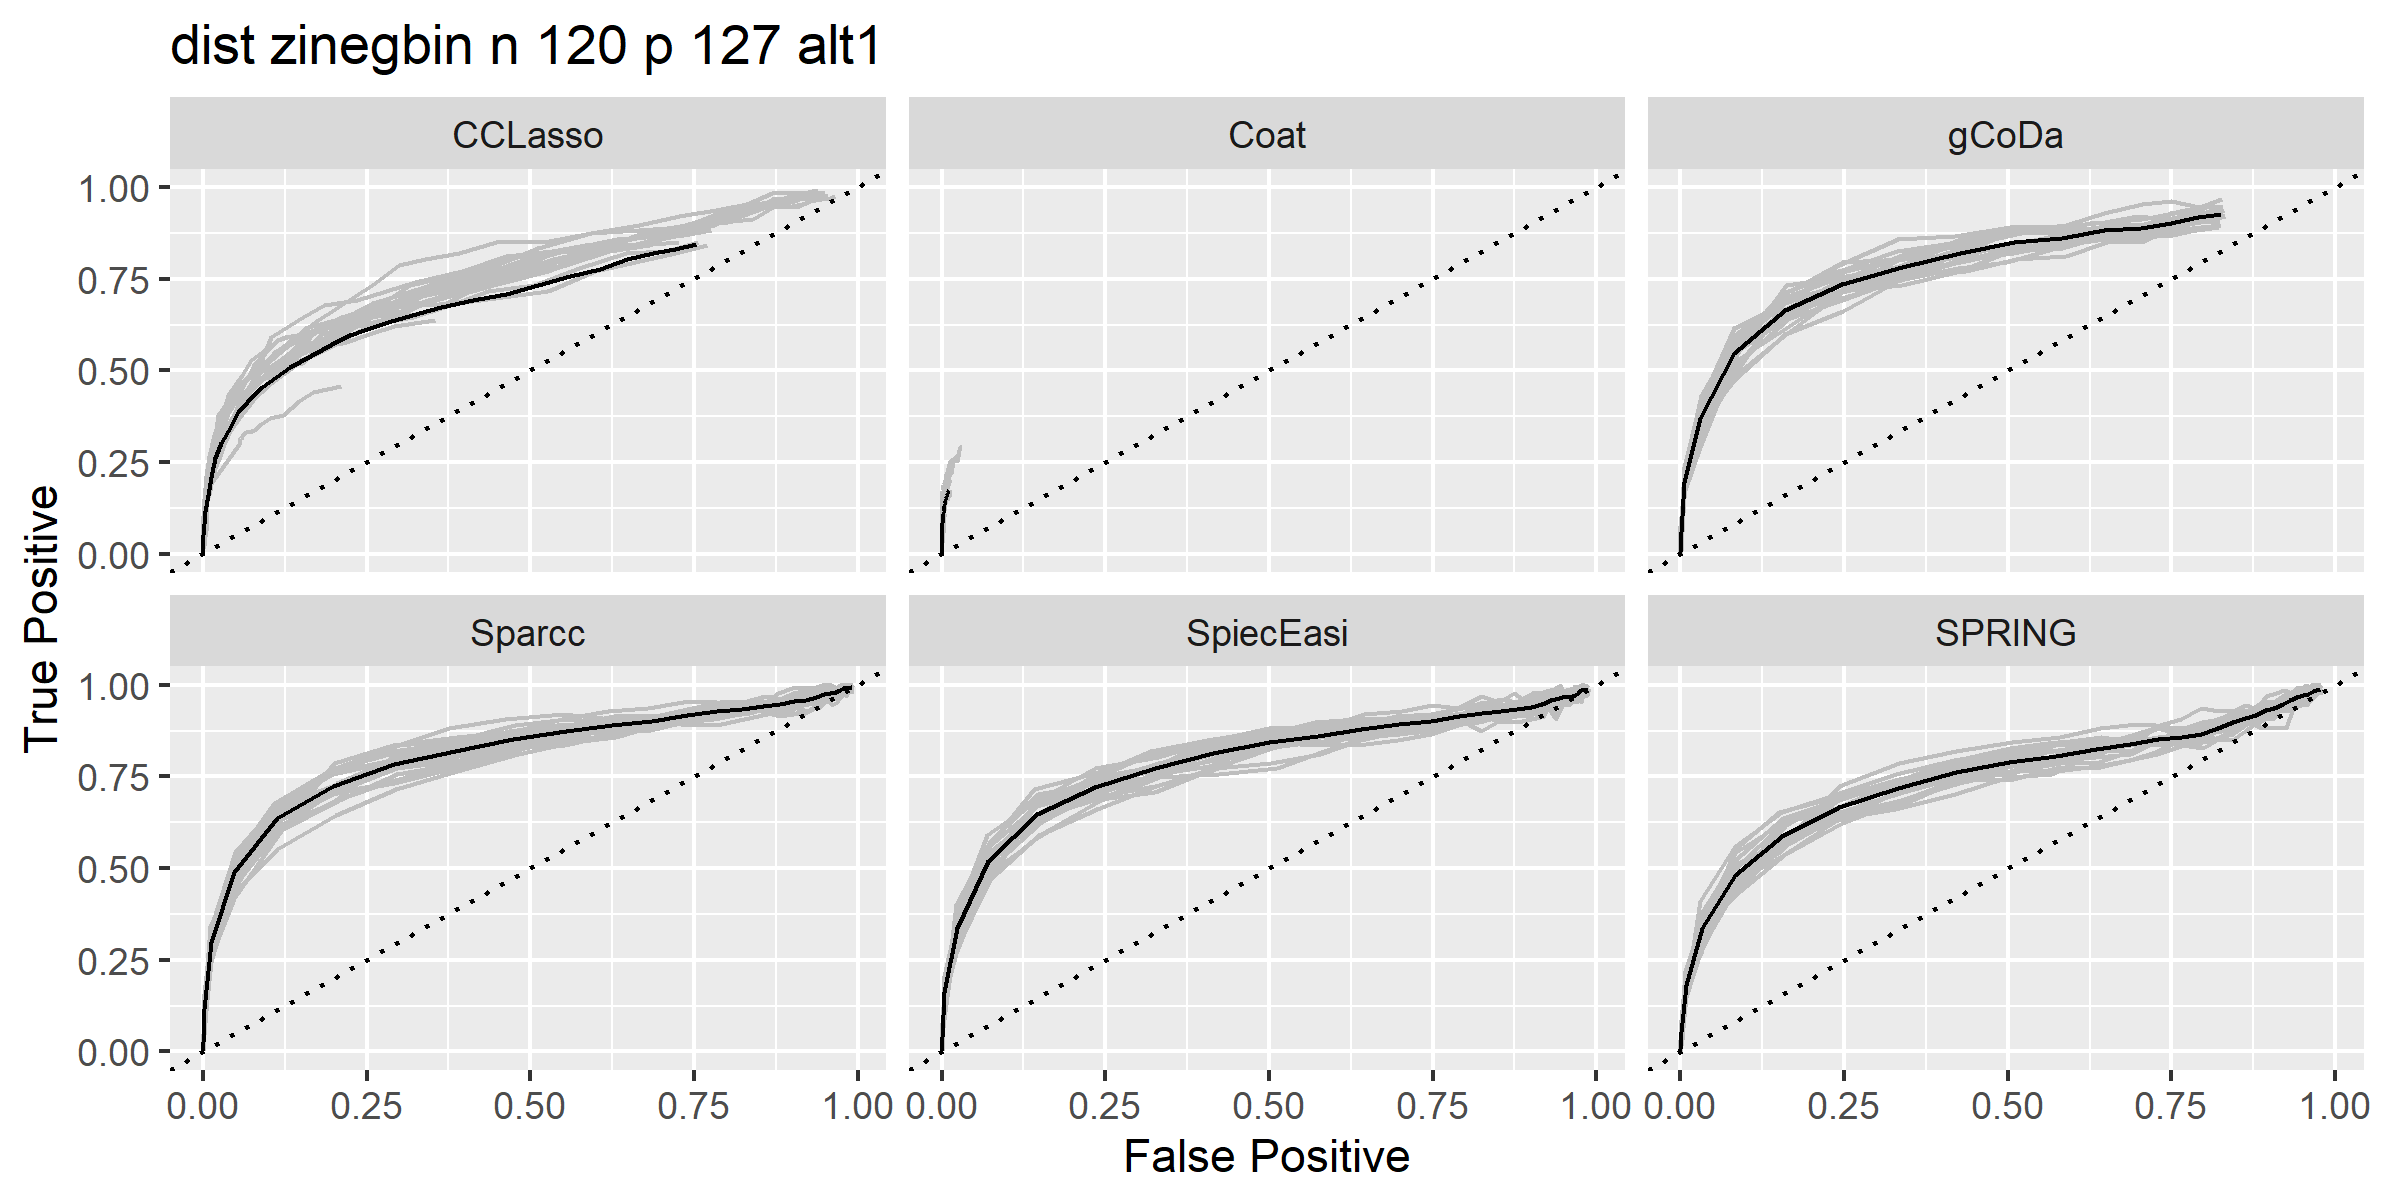 dist zinegbin n 120 p 127 alt1
CCLasso
Coat
gCoDa
1.00
0.75
0.50
0.25
0.00
Sparcc
SpiecEasi
SPRING
1.00
0.75
0.50
0.25
0.00
True Positive
0.00 0.25 0.50 0.75 1.00
0.00 0.25 0.50 0.75 1.00
0.00 0.25 0.50 0.75 1.00
False Positive